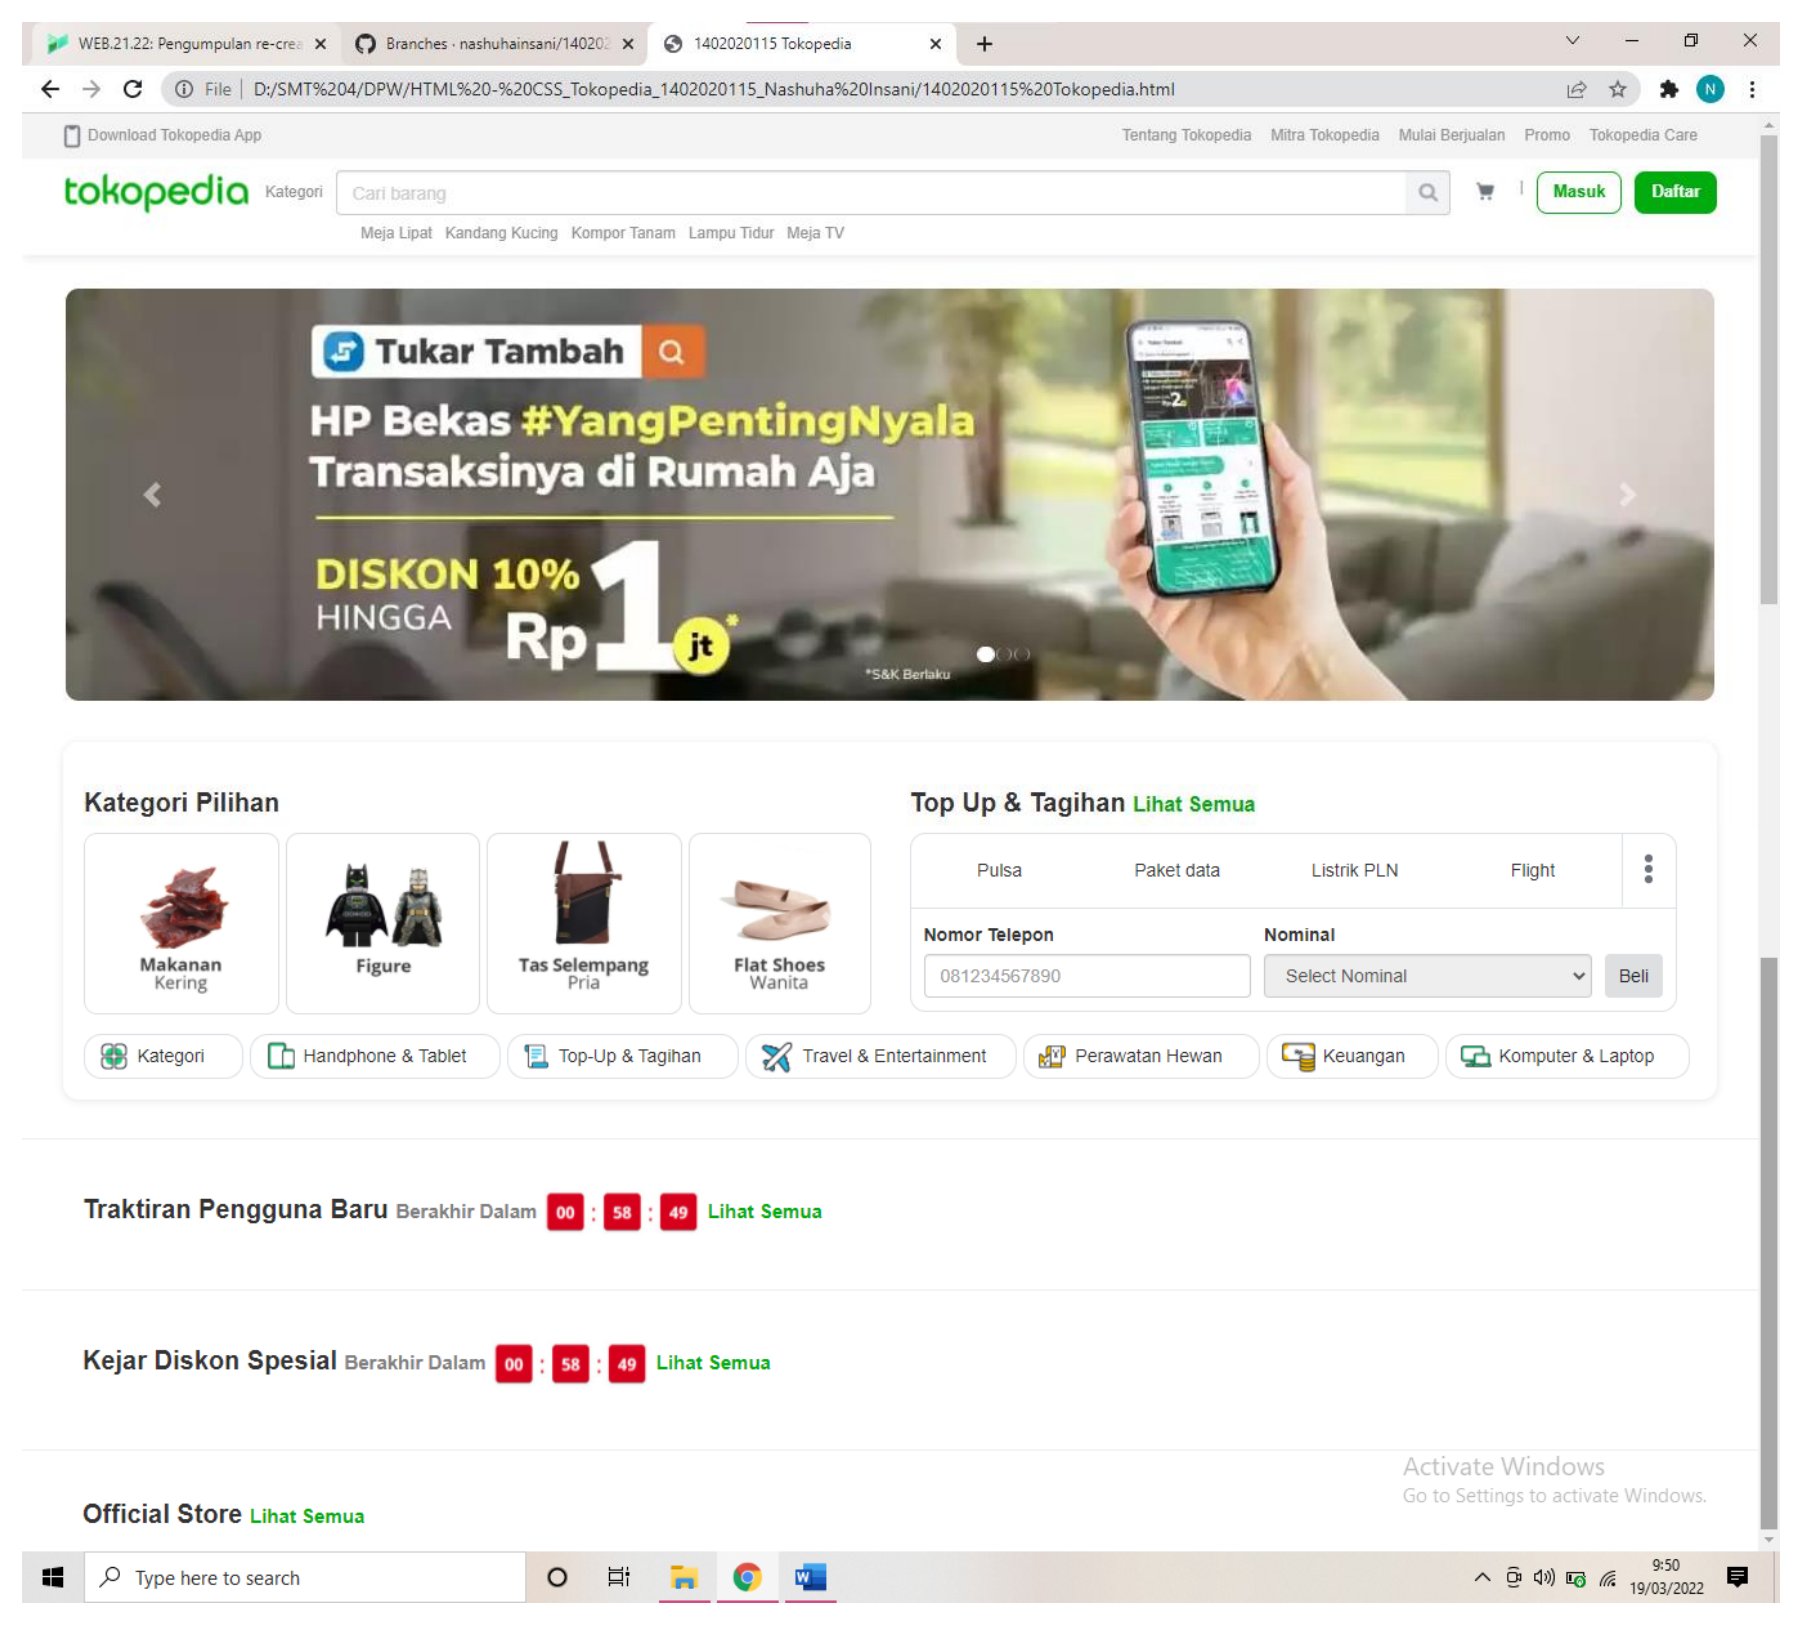 WEB.21.22: Pengumpulan re-crea
Branches · nashuhainsani/140202
1402020115 Tokopedia
File | D:/SMT%204/DPW/HTML%20-%20CSS_Tokopedia_1402020115_Nashuha%20Insani/1402020115%20Tokopedia.html
N
Download Tokopedia App
Tentang Tokopedia Mitra Tokopedia Mulai Berjualan Promo Tokopedia Care
tokopedia Kategori Cari barang | Masuk Daftar
Meja Lipat Kandang Kucing Kompor Tanam Lampu Tidur Meja TV
Tukar Tambah
HP Bekas #YangPentingNyala
Transaksinya di Rumah Aja
DISKON 10%
HINGGA Rp 1 jt*
*S&K Berlaku
Kategori Pilihan
Makanan
Kering
Figure
Tas Selempang
Pria
Flat Shoes
Wanita
Top Up & Tagihan Lihat Semua
Pulsa Paket data Listrik PLN Flight
Nomor Telepon Nominal
081234567890 Select Nominal Beli
Kategori Handphone & Tablet Top-Up & Tagihan Travel & Entertainment Perawatan Hewan Keuangan Komputer & Laptop
Traktiran Pengguna Baru Berakhir Dalam 00 : 58 : 49 Lihat Semua
Kejar Diskon Spesial Berakhir Dalam 00 : 58 : 49 Lihat Semua
Official Store Lihat Semua
Activate Windows
Go to Settings to activate Windows.
Type here to search
9:50
19/03/2022